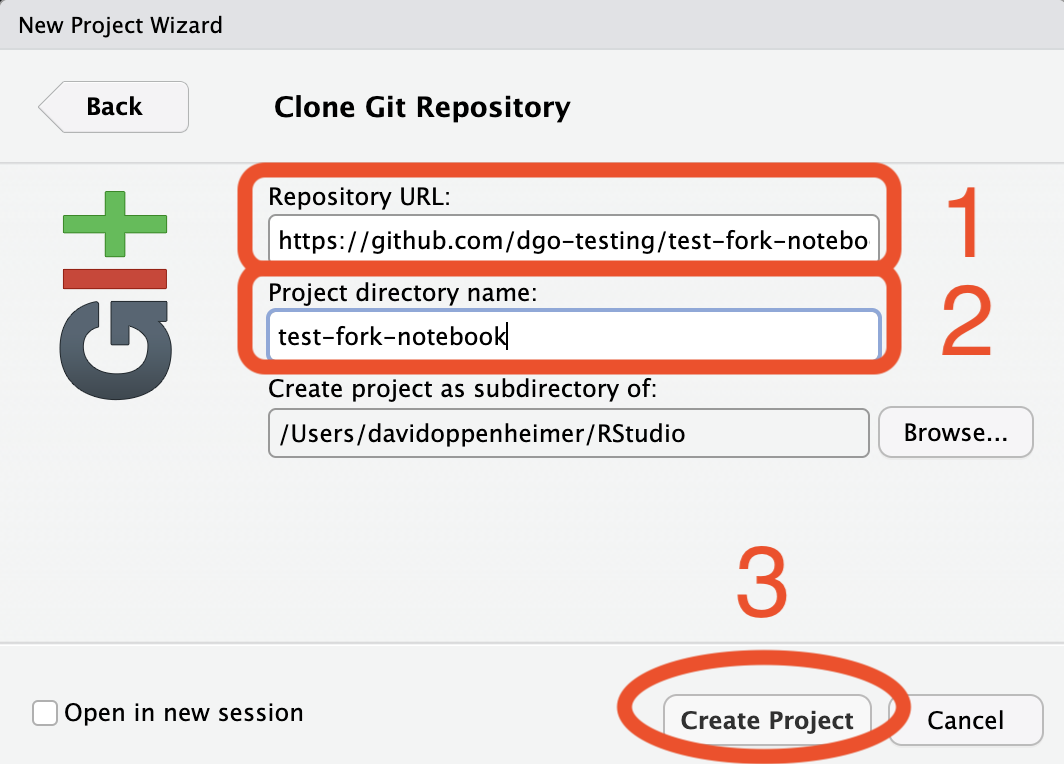 New Project Wizard
Back
Clone Git Repository
GIt
Repository URL:
1
https://github.com/dgo-testing/test-fork-notebo
Project directory name:
2
test-fork-notebook
Create project as subdirectory of:
/Users/davidoppenheimer/RStudio
Browse...
3
Open in new session
Create Project
Cancel